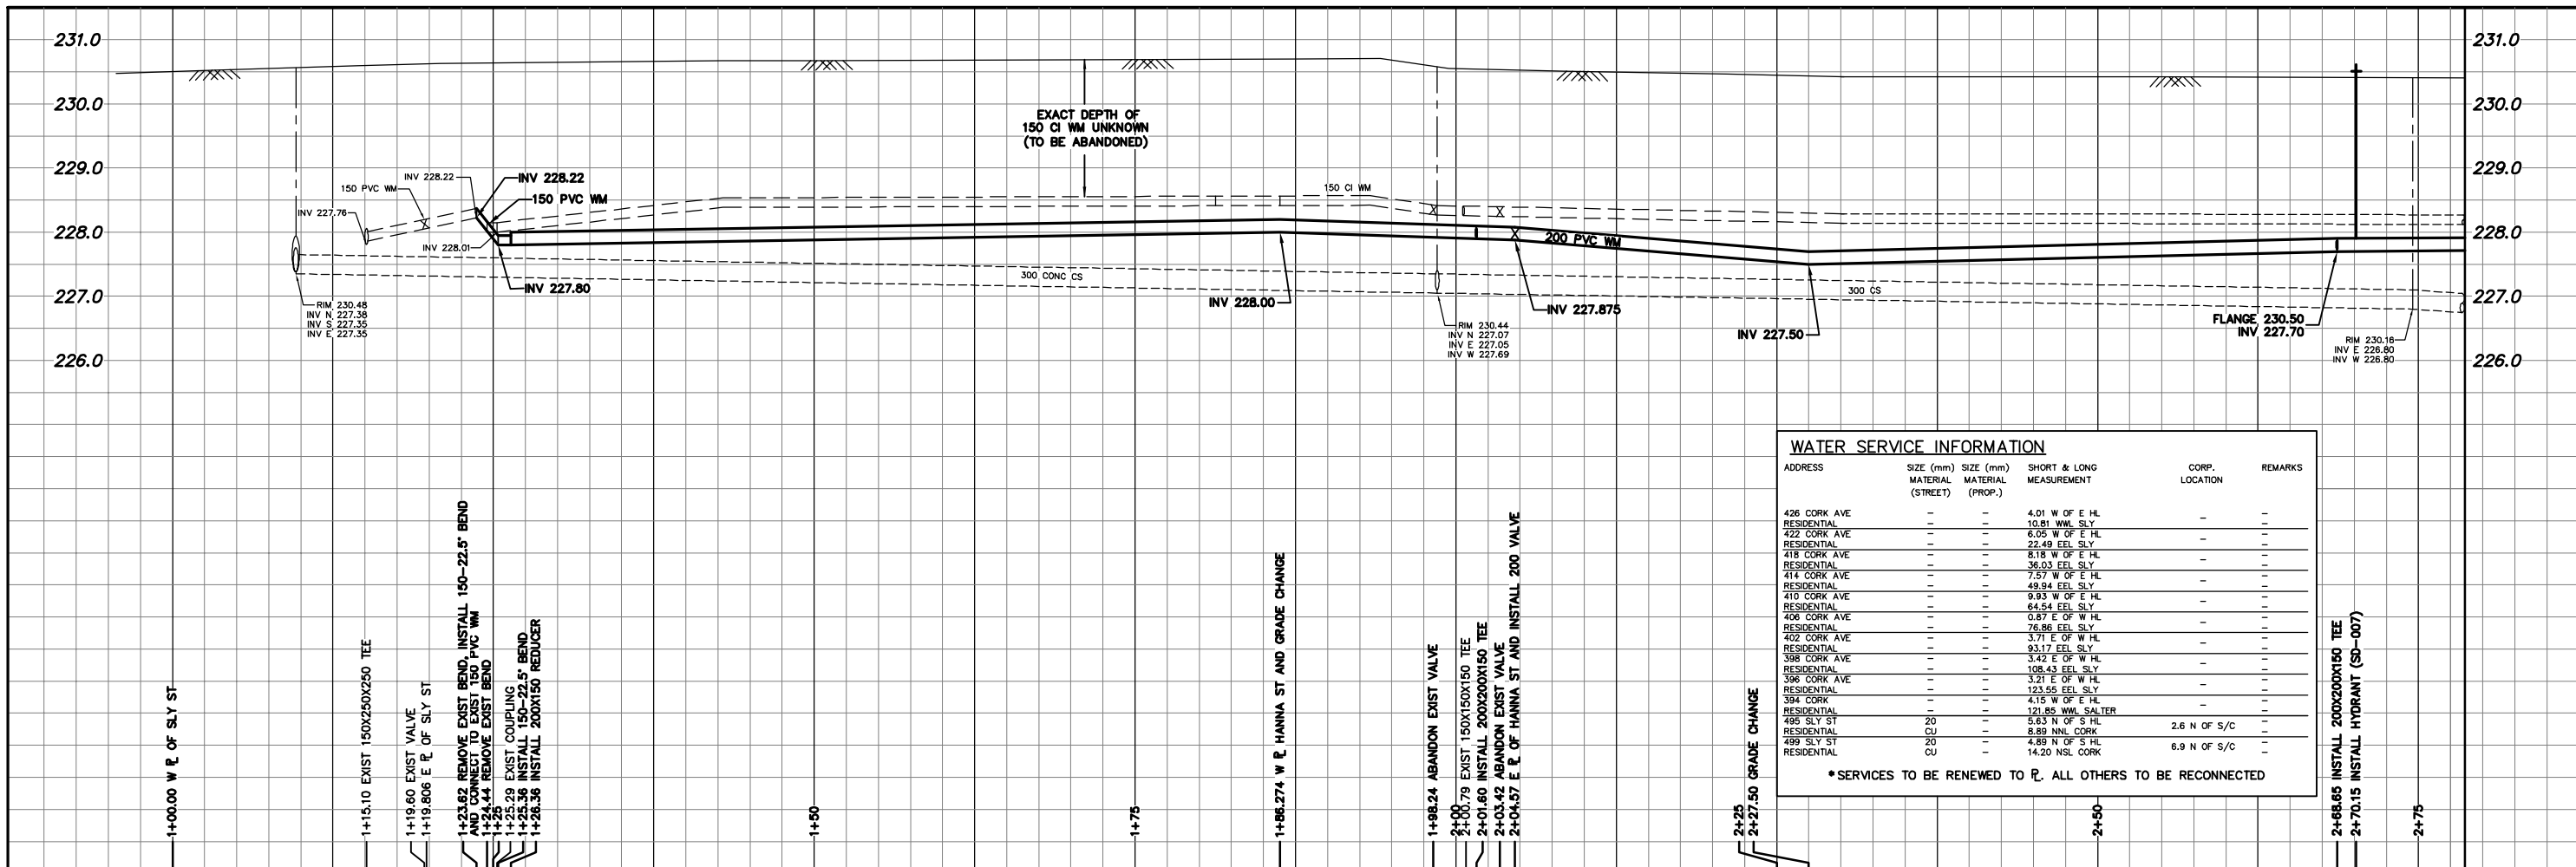 231.0
231.0
230.0
230.0
EXACT DEPTH OF
150 CI WM UNKNOWN
(TO BE ABANDONED)
229.0
229.0
INV 228.22
INV 228.22
150 PVC WM
150 PVC WM
150 CI WM
INV 227.76
228.0
228.0
INV 228.01
200 PVC WM
300 CONC CS
300 CS
INV 227.80
227.0
227.0
INV 228.00
INV 227.875
RIM 230.48
INV N 227.38
INV S 227.35
INV E 227.35
RIM 230.44
INV N 227.07
INV E 227.05
INV W 227.69
INV 227.50
FLANGE 230.50
INV 227.70
RIM 230.16
INV E 226.80
INV W 226.80
226.0
226.0
WATER SERVICE INFORMATION
ADDRESS SIZE (mm) SIZE (mm) SHORT & LONG CORP. REMARKS
MATERIAL MATERIAL MEASUREMENT LOCATION
(STREET) (PROP.)
426 CORK AVE – – 4.01 W OF E HL – –
RESIDENTIAL – – 10.81 WWL SLY –
422 CORK AVE – – 6.05 W OF E HL – –
RESIDENTIAL – – 22.49 EEL SLY –
418 CORK AVE – – 8.18 W OF E HL – –
RESIDENTIAL – – 36.03 EEL SLY –
414 CORK AVE – – 7.57 W OF E HL – –
RESIDENTIAL – – 49.94 EEL SLY –
410 CORK AVE – – 9.93 W OF E HL – –
RESIDENTIAL – – 64.54 EEL SLY –
406 CORK AVE – – 0.87 E OF W HL – –
RESIDENTIAL – – 76.86 EEL SLY –
402 CORK AVE – – 3.71 E OF W HL – –
RESIDENTIAL – – 93.17 EEL SLY –
398 CORK AVE – – 3.42 E OF W HL – –
RESIDENTIAL – – 108.43 EEL SLY –
396 CORK AVE – – 3.21 E OF W HL – –
RESIDENTIAL – – 123.55 EEL SLY –
394 CORK – – 4.15 W OF E HL – –
RESIDENTIAL – – 121.85 WWL SALTER –
495 SLY ST 20 – 5.63 N OF S HL 2.6 N OF S/C –
RESIDENTIAL CU – 8.89 NNL CORK –
499 SLY ST 20 – 4.89 N OF S HL 6.9 N OF S/C –
RESIDENTIAL CU – 14.20 NSL CORK –
*SERVICES TO BE RENEWED TO PL. ALL OTHERS TO BE RECONNECTED
1+00.00 W PL OF SLY ST
1+15.10 EXIST 150X250X250 TEE
1+19.60 EXIST VALVE
1+19.806 E PL OF SLY ST
1+23.62 REMOVE EXIST BEND, INSTALL 150-22.5° BEND
AND CONNECT TO EXIST 150 PVC WM
1+24.44 REMOVE EXIST BEND
1+25
1+25.29 EXIST COUPLING
1+25.36 INSTALL 150-22.5° BEND
1+26.36 INSTALL 200X150 REDUCER
1+50
1+75
1+86.274 W PL HANNA ST AND GRADE CHANGE
1+98.24 ABANDON EXIST VALVE
2+00
2+00.79 EXIST 150X150X150 TEE
2+01.60 INSTALL 200X200X150 TEE
2+03.42 ABANDON EXIST VALVE
2+04.57 E PL OF HANNA ST AND INSTALL 200 VALVE
2+25
2+27.50 GRADE CHANGE
2+50
2+68.65 INSTALL 200X200X150 TEE
2+70.15 INSTALL HYDRANT (SD-007)
2+75